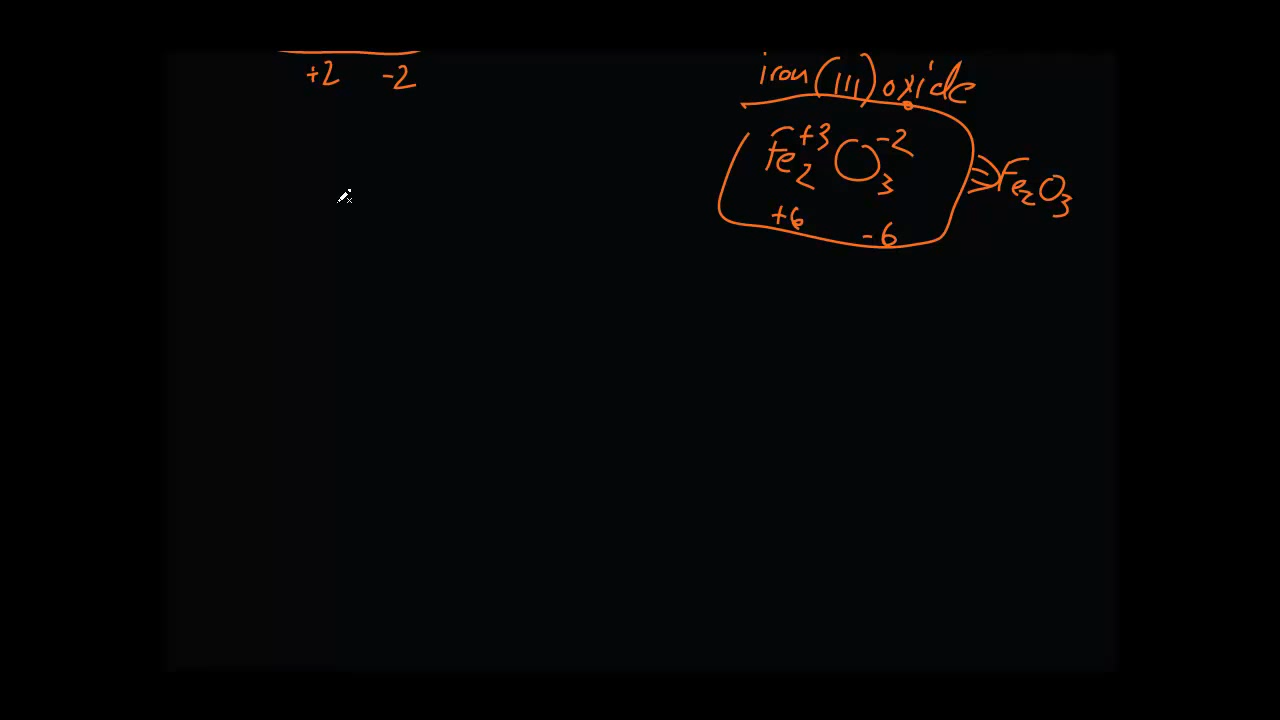 +2 -2
iron (III) oxide
Fe₂⁺³ O₃⁻² ⇒ Fe₂O₃
+6 -6